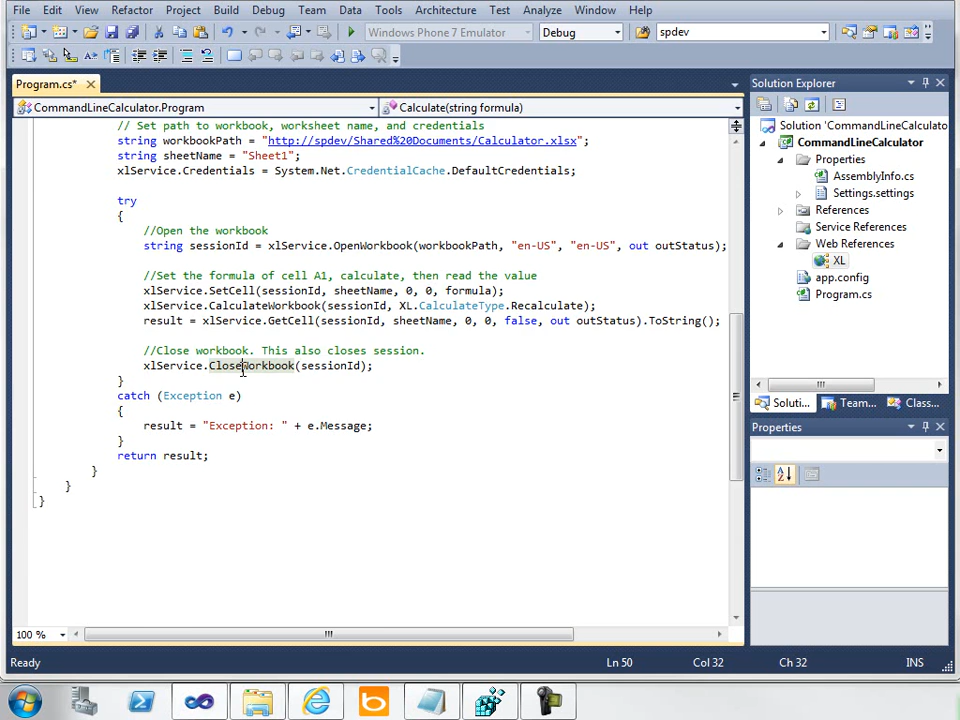 File Edit View Refactor Project Build Debug Team Data Tools Architecture Test Analyze Window Help
Windows Phone 7 Emulator Debug spdev
Program.cs*
CommandLineCalculator.Program Calculate(string formula)
// Set path to workbook, worksheet name, and credentials
string workbookPath = "http://spdev/Shared%20Documents/Calculator.xlsx";
string sheetName = "Sheet1";
xlService.Credentials = System.Net.CredentialCache.DefaultCredentials;
try
{
//Open the workbook
string sessionId = xlService.OpenWorkbook(workbookPath, "en-US", "en-US", out outStatus);
//Set the formula of cell A1, calculate, then read the value
xlService.SetCell(sessionId, sheetName, 0, 0, formula);
xlService.CalculateWorkbook(sessionId, XL.CalculateType.Recalculate);
result = xlService.GetCell(sessionId, sheetName, 0, 0, false, out outStatus).ToString();
//Close workbook. This also closes session.
xlService.CloseWorkbook(sessionId);
}
catch (Exception e)
{
result = "Exception: " + e.Message;
}
return result;
}
}
}
100 %
Solution Explorer
Solution 'CommandLineCalculato
CommandLineCalculator
Properties
AssemblyInfo.cs
Settings.settings
References
Service References
Web References
XL
app.config
Program.cs
Soluti... Team... Class...
Properties
Ready Ln 50 Col 32 Ch 32 INS